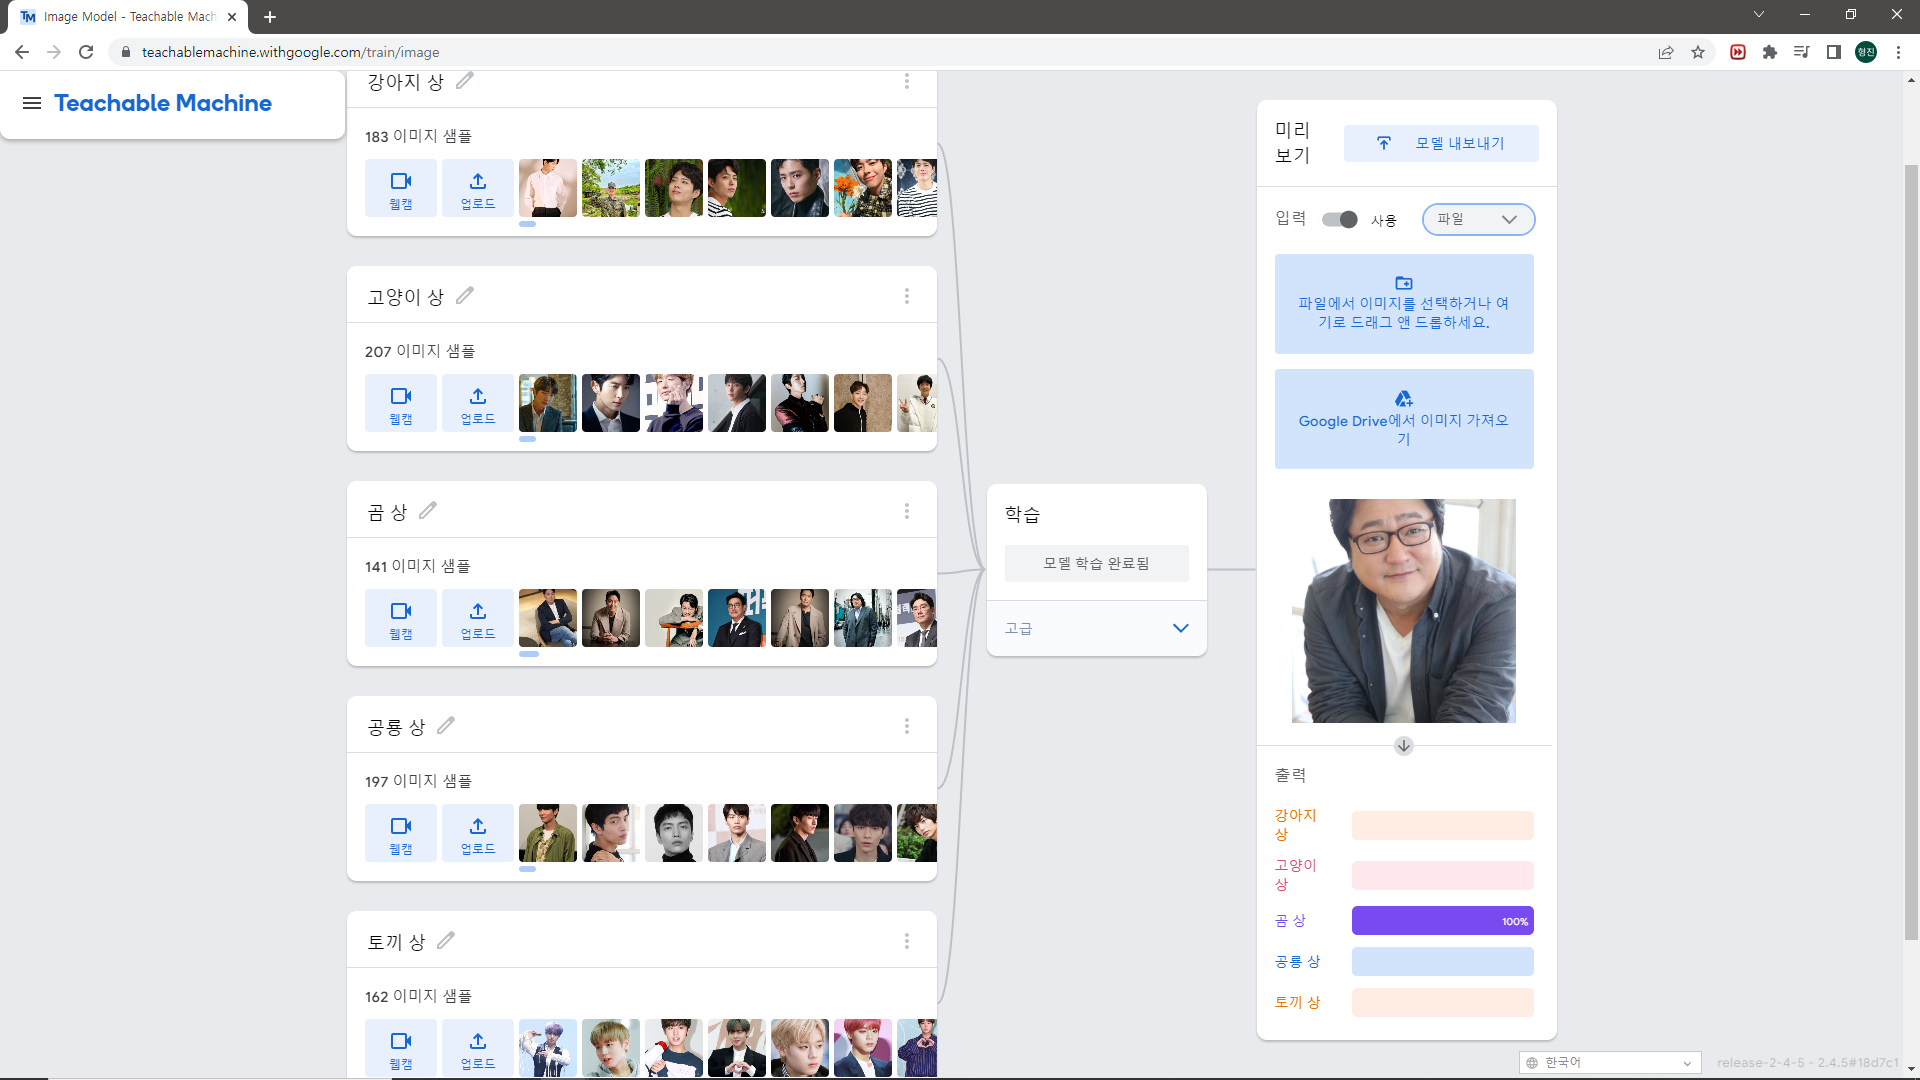 Image Model - Teachable Mach
teachablemachine.withgoogle.com/train/image
형진
Teachable Machine
강아지 상
183 이미지 샘플
웹캠
업로드
고양이 상
207 이미지 샘플
웹캠
업로드
곰 상
141 이미지 샘플
웹캠
업로드
공룡 상
197 이미지 샘플
웹캠
업로드
토끼 상
162 이미지 샘플
웹캠
업로드
학습
모델 학습 완료됨
고급
미리
보기
모델 내보내기
입력
사용
파일
파일에서 이미지를 선택하거나 여
기로 드래그 앤 드롭하세요.
Google Drive에서 이미지 가져오
기
출력
강아지
상
고양이
상
곰 상
100%
공룡 상
토끼 상
한국어
release-2-4-5 - 2.4.5#18d7c1